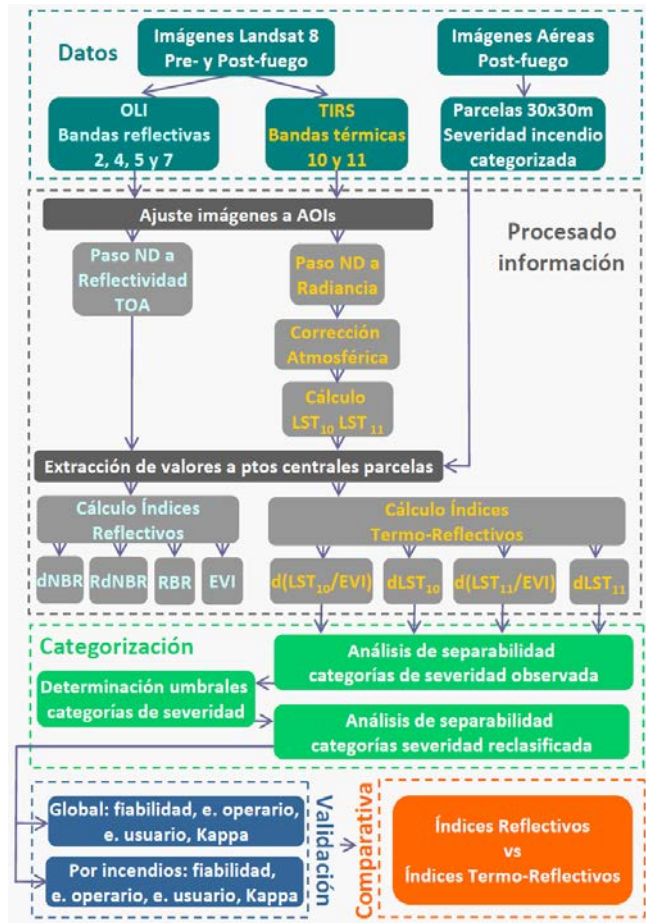 Datos
Imágenes Landsat 8
Pre- y Post-fuego
Imágenes Aéreas
Post-fuego
OLI
Bandas reflectivas
2, 4, 5 y 7
TIRS
Bandas térmicas
10 y 11
Parcelas 30x30m
Severidad incendio
categorizada
Procesado
información
Ajuste imágenes a AOIs
Paso ND a
Reflectividad
TOA
Paso ND a
Radiancia
Corrección
Atmosférica
Cálculo
LST10 LST11
Extracción de valores a ptos centrales parcelas
Cálculo Índices
Reflectivos
Cálculo Índices
Termo-Reflectivos
dNBR
RdNBR
RBR
EVI
d(LST10/EVI)
dLST10
d(LST11/EVI)
dLST11
Categorización
Análisis de separabilidad
categorías de severidad observada
Determinación umbrales
categorías de severidad
Análisis de separabilidad
categorías severidad reclasificada
Global: fiabilidad, e. operario,
e. usuario, Kappa
Por incendios: fiabilidad,
e. operario, e. usuario, Kappa
Validación
Comparativa
Índices Reflectivos
vs
Índices Termo-Reflectivos